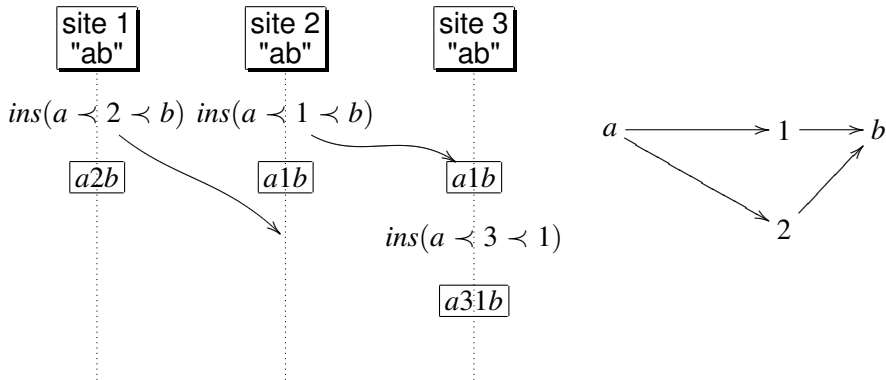 site 1 site 2 site 3
"ab" "ab" "ab"
ins(a ≺ 2 ≺ b) ins(a ≺ 1 ≺ b)
a 1 b
a2b a1b a1b
2
ins(a ≺ 3 ≺ 1)
a31b